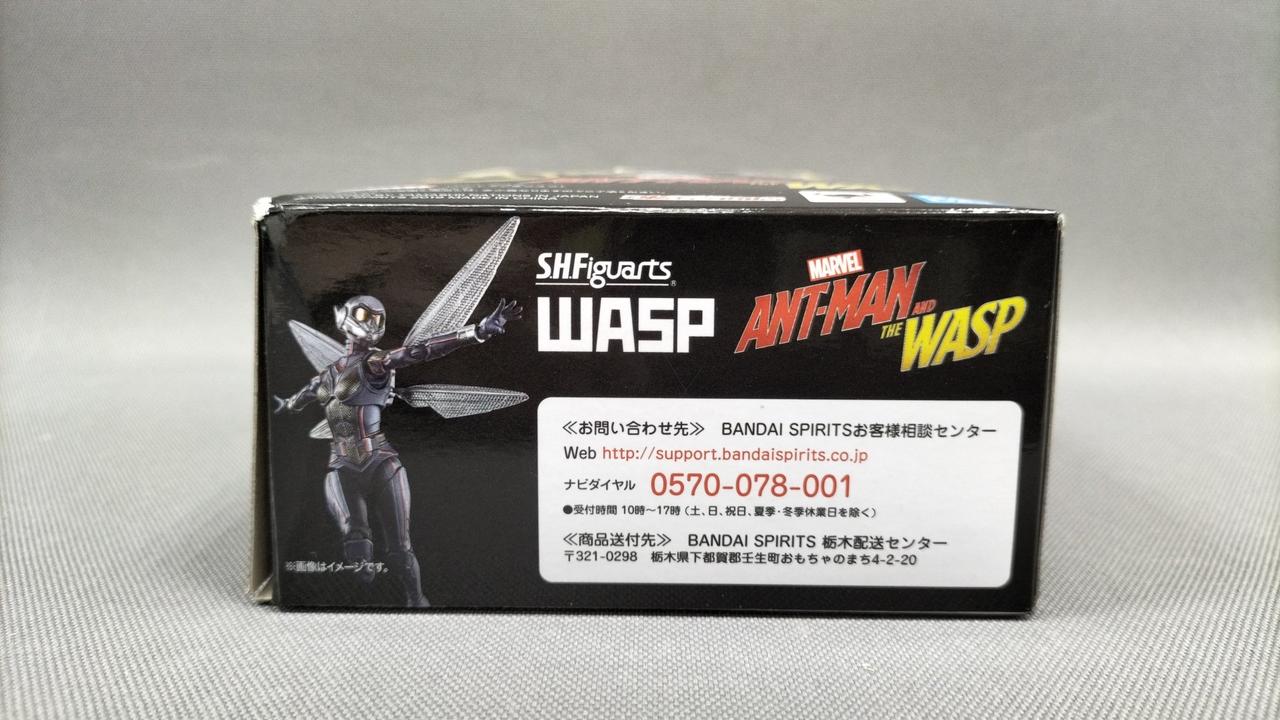 MADE IN CHINA
S.H.Figuarts®
WASP
MARVEL
ANT-MAN AND
THE WASP
≪お問い合わせ先≫ BANDAI SPIRITSお客様相談センター
Web http://support.bandaispirits.co.jp
ナビダイヤル 0570-078-001
●受付時間 10時～17時（土、日、祝日、夏季・冬季休業日を除く）
≪商品送付先≫ BANDAI SPIRITS 栃木配送センター
〒321-0298 栃木県下都賀郡壬生町おもちゃのまち4-2-20
※画像はイメージです。